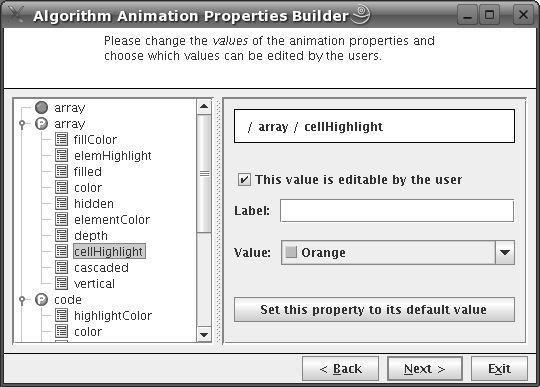 Algorithm Animation Properties Builder
Please change the values of the animation properties and
choose which values can be edited by the users.
array
array
fillColor
elemHighlight
filled
color
hidden
elementColor
depth
cellHighlight
cascaded
vertical
code
highlightColor
color
/ array / cellHighlight
This value is editable by the user
Label:
Value: Orange
Set this property to its default value
< Back
Next >
Exit